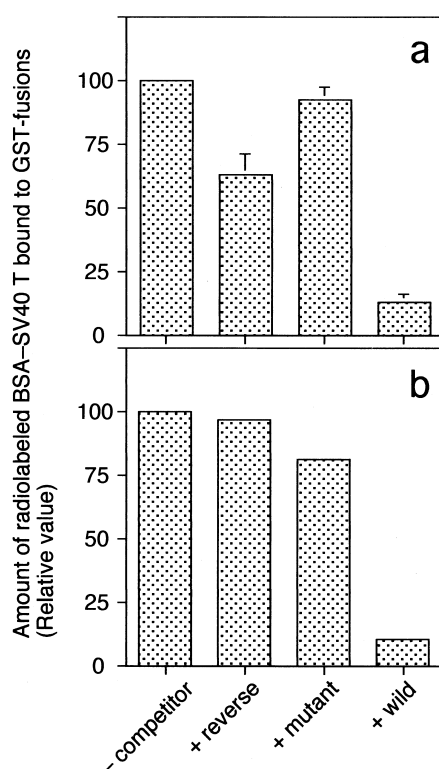 Amount of radiolabeled BSA–SV40 T bound to GST-fusions
(Relative value)
a
100
75
50
25
0
b
100
75
50
25
0
– competitor
+ reverse
+ mutant
+ wild